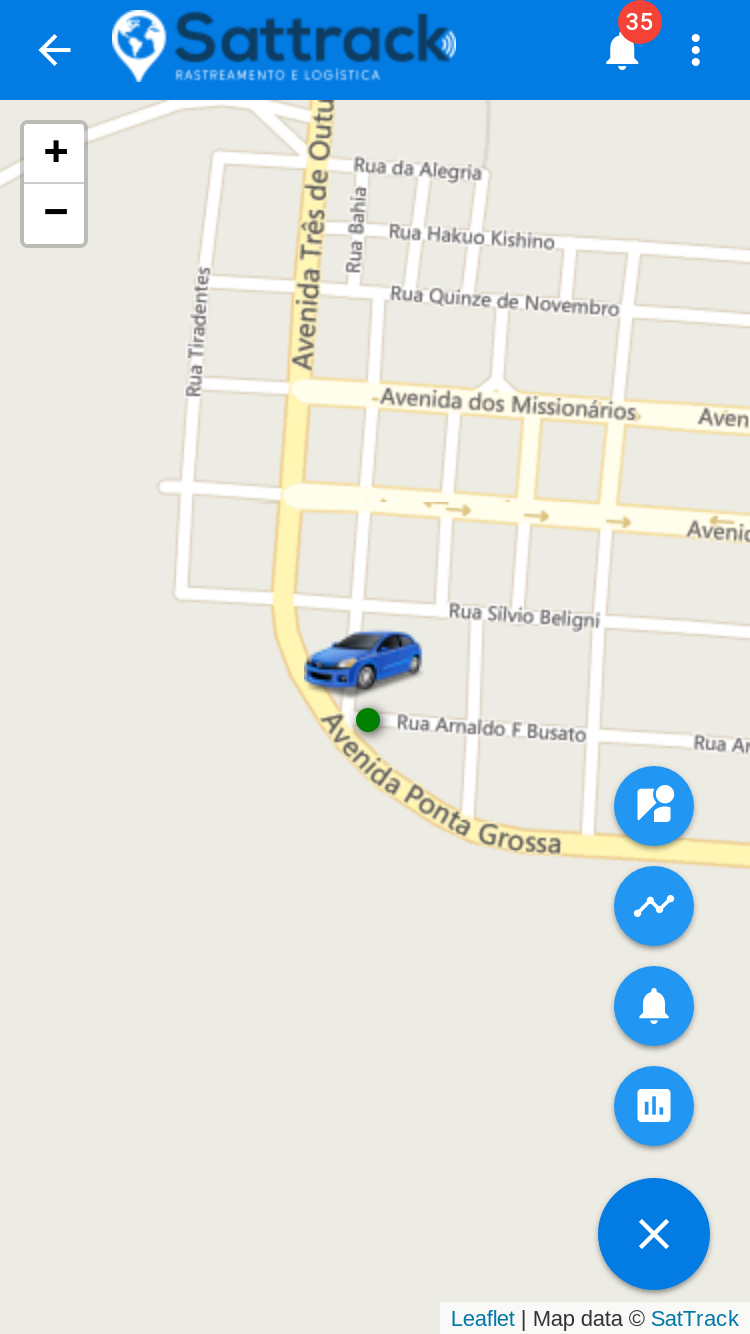 35
Sattrack
RASTREAMENTO E LOGÍSTICA
+
−
Avenida Três de Outu
Rua da Alegria
Rua Bahia
Rua Hakuo Kishino
Rua Tiradentes
Rua Quinze de Novembro
Avenida dos Missionários
Aven
Avenid
Rua Sílvio Beligni
Rua Arnaldo F Busato
Rua Ar
Avenida Ponta Grossa
Leaflet | Map data © SatTrack